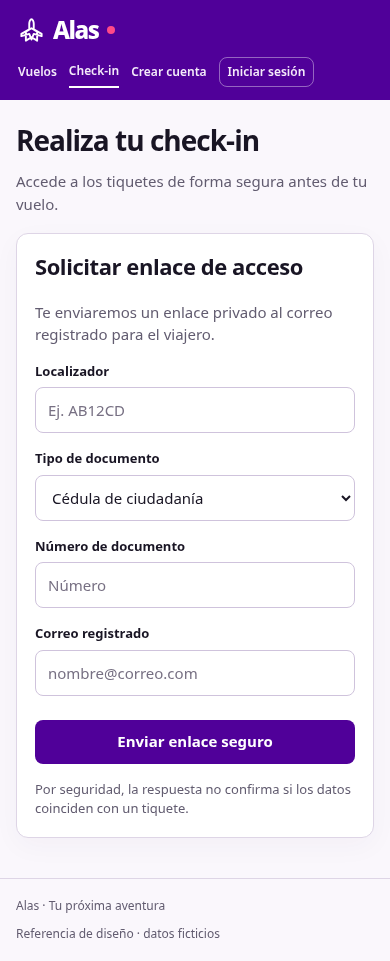 Alas
Vuelos Check-in Crear cuenta Iniciar sesión
Realiza tu check-in
Accede a los tiquetes de forma segura antes de tu
vuelo.
Solicitar enlace de acceso
Te enviaremos un enlace privado al correo
registrado para el viajero.
Localizador
Ej. AB12CD
Tipo de documento
Cédula de ciudadanía
Número de documento
Número
Correo registrado
nombre@correo.com
Enviar enlace seguro
Por seguridad, la respuesta no confirma si los datos
coinciden con un tiquete.
Alas · Tu próxima aventura
Referencia de diseño · datos ficticios